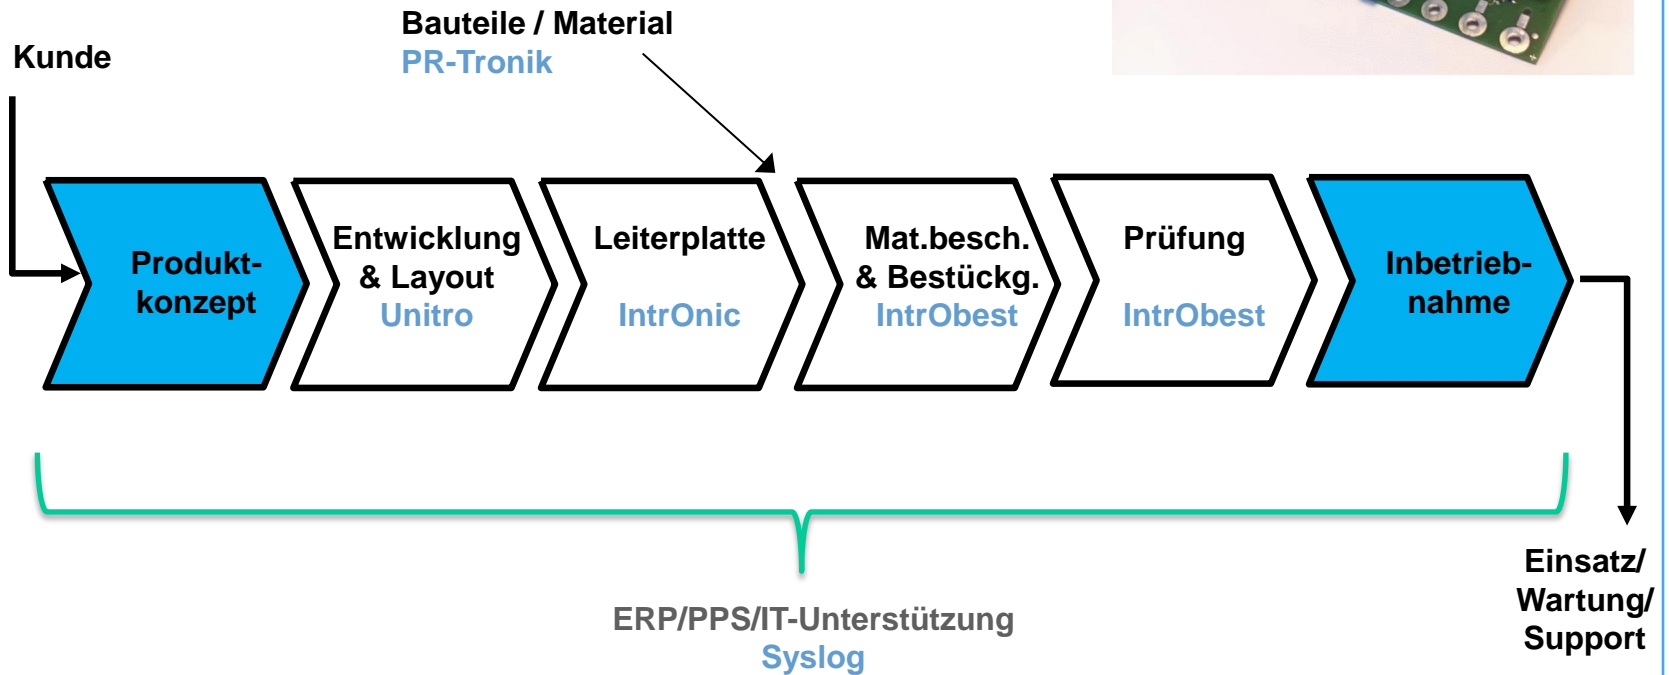 Bauteile / Material
PR-Tronik
Kunde
Produkt-
konzept
Entwicklung
& Layout
Unitro
Leiterplatte
IntrOnic
Mat.besch.
& Bestückg.
IntrObest
Prüfung
IntrObest
Inbetrieb-
nahme
Einsatz/
Wartung/
Support
ERP/PPS/IT-Unterstützung
Syslog